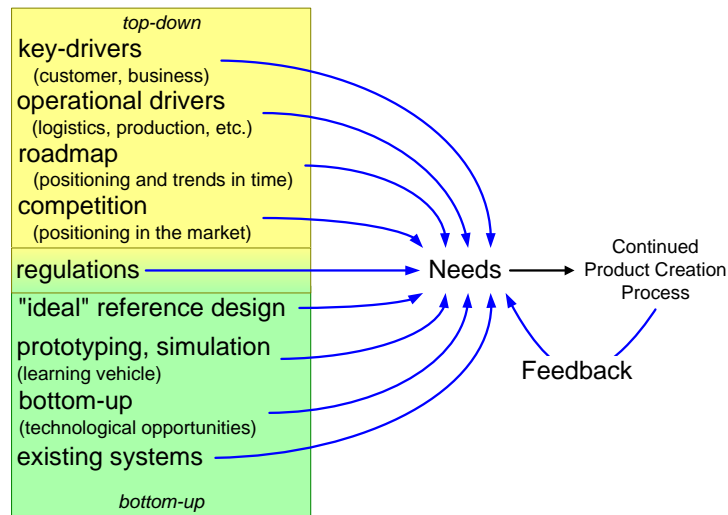 top-down
key-drivers
(customer, business)
operational drivers
(logistics, production, etc.)
roadmap
(positioning and trends in time)
competition
(positioning in the market)
regulations
"ideal" reference design
prototyping, simulation
(learning vehicle)
bottom-up
(technological opportunities)
existing systems
bottom-up
Needs
Continued
Product Creation
Process
Feedback